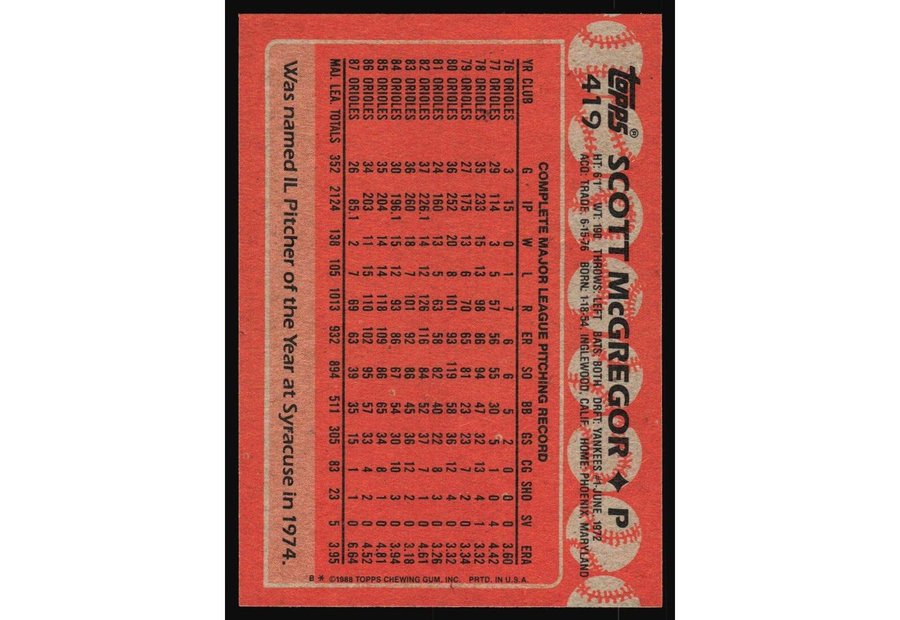 topps® SCOTT McGREGOR ✦ P
419 HT: 6'1" WT: 190 THROWS: LEFT BATS: BOTH DRFT: YANKEES #1-JUNE, 1972
ACQ: TRADE, 6-15-76 BORN: 1-18-54, INGLEWOOD, CALIF. HOME: PHOENIX, MARYLAND
COMPLETE MAJOR LEAGUE PITCHING RECORD
YR CLUB G IP W L R ER SO BB GS CG SHO SV ERA
76 ORIOLES 3 15 0 1 7 6 6 5 2 0 0 0 3.60
77 ORIOLES 29 114 3 5 57 56 55 30 5 1 0 4 4.42
78 ORIOLES 35 233 15 13 98 86 94 47 32 13 4 1 3.32
79 ORIOLES 27 175 13 6 70 65 81 23 23 7 2 0 3.34
80 ORIOLES 36 252 20 8 101 93 119 58 36 12 4 0 3.32
81 ORIOLES 24 160 13 5 63 58 82 40 22 8 3 0 3.26
82 ORIOLES 37 226.1 14 12 126 116 84 52 37 7 1 0 4.61
83 ORIOLES 36 260 18 7 101 92 86 45 36 12 2 0 3.18
84 ORIOLES 30 196.1 15 12 93 86 67 54 30 10 3 0 3.94
85 ORIOLES 35 204 14 14 118 109 86 65 34 8 1 0 4.81
86 ORIOLES 34 203 11 15 110 102 95 57 33 4 2 0 4.52
87 ORIOLES 26 85.1 2 7 69 63 39 35 15 1 1 0 6.64
MAJ. LEA. TOTALS 352 2124 138 105 1013 932 894 511 305 83 23 5 3.95
B * ©1988 TOPPS CHEWING GUM, INC. PRTD. IN U.S.A.
Was named IL Pitcher of the Year at Syracuse in 1974.